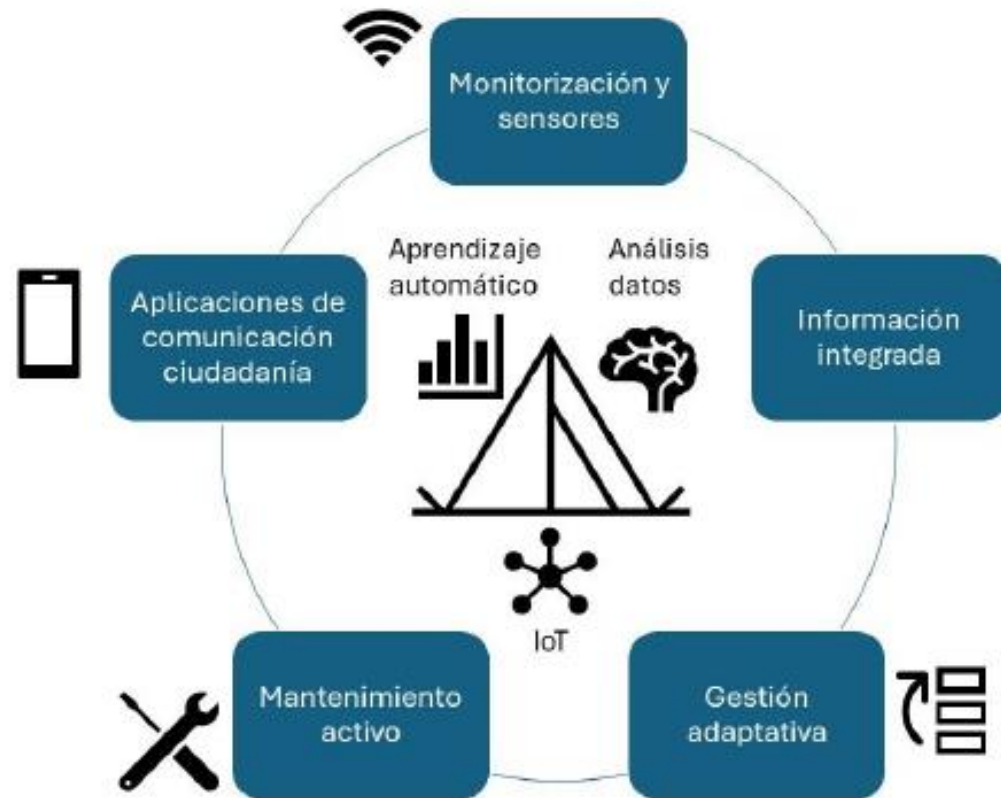 Monitorización y
sensores
Aprendizaje
automático
Análisis
datos
Aplicaciones de
comunicación
ciudadanía
Información
integrada
IoT
Mantenimiento
activo
Gestión
adaptativa